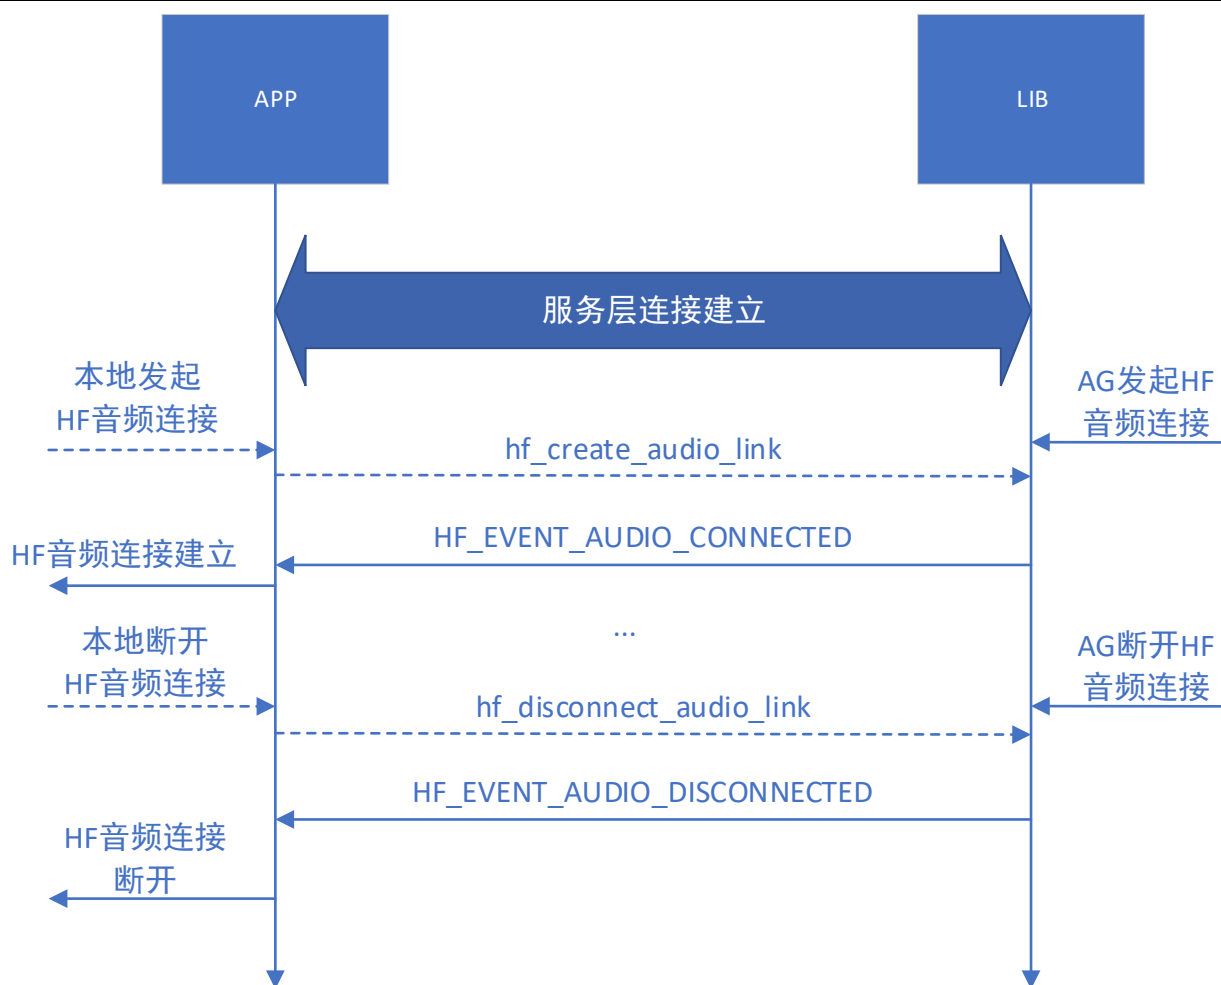 APP
LIB
服务层连接建立
本地发起
HF音频连接
AG发起HF
音频连接
hf_create_audio_link
HF_EVENT_AUDIO_CONNECTED
HF音频连接建立
...
本地断开
HF音频连接
AG断开HF
音频连接
hf_disconnect_audio_link
HF_EVENT_AUDIO_DISCONNECTED
HF音频连接
断开